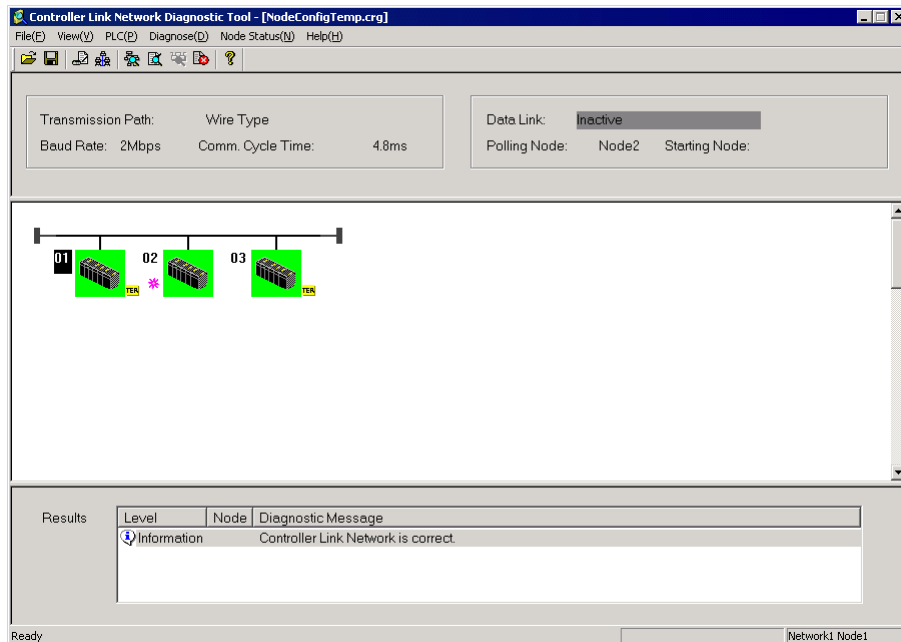 Controller Link Network Diagnostic Tool - [NodeConfigTemp.crg]
File(F) View(V) PLC(P) Diagnose(D) Node Status(N) Help(H)
Transmission Path: Wire Type
Baud Rate: 2Mbps Comm. Cycle Time: 4.8ms
Data Link: Inactive
Polling Node: Node2 Starting Node:
01 02 03
TER TER
Results
Level Node Diagnostic Message
Information Controller Link Network is correct.
Ready Network1 Node1